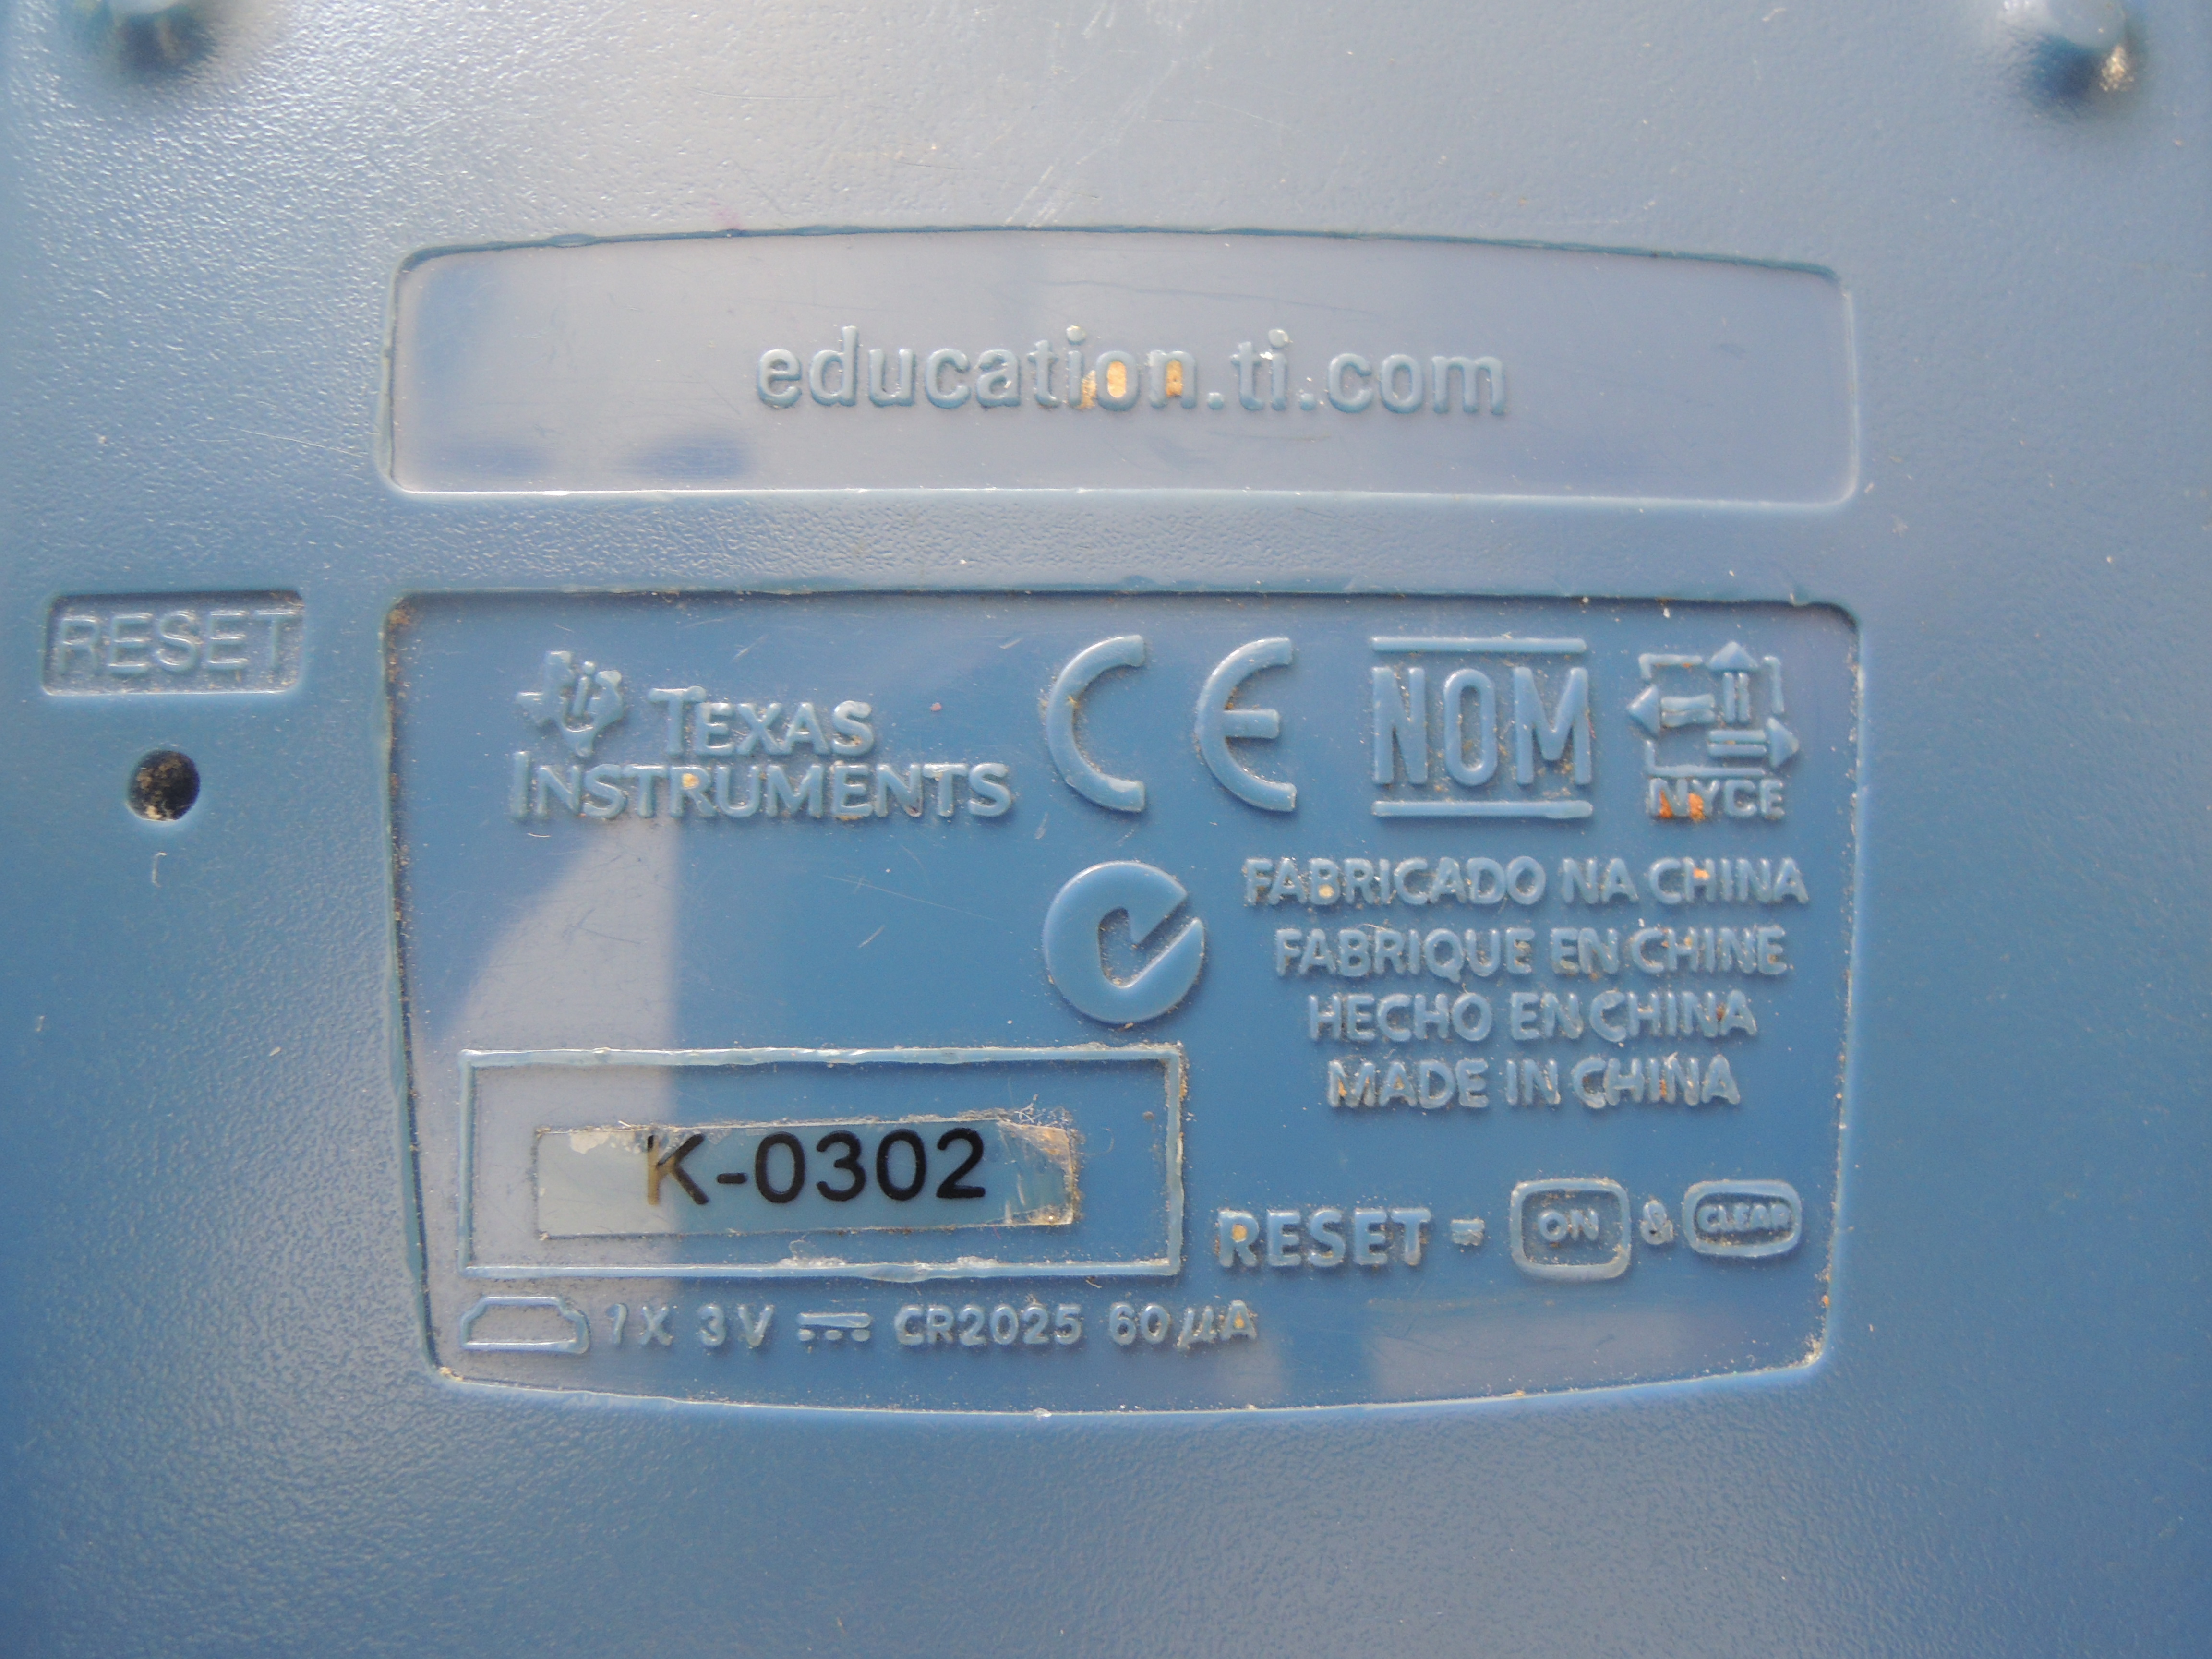 education.ti.com
RESET
TEXAS
INSTRUMENTS
CE
NOM
NYCE
FABRICADO NA CHINA
FABRIQUE EN CHINE
HECHO EN CHINA
MADE IN CHINA
K-0302
RESET = ON & CLEAR
1X 3V CR2025 60µA